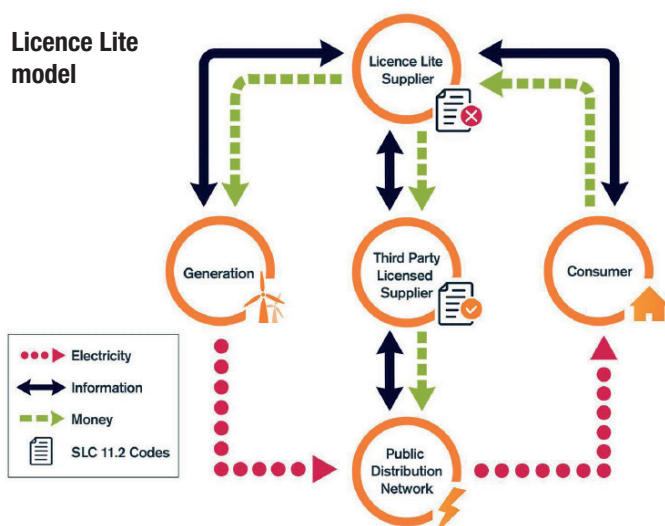 Licence Lite
model
Licence Lite
Supplier
Generation
Third Party
Licensed
Supplier
Consumer
Electricity
Information
Money
SLC 11.2 Codes
Public
Distribution
Network